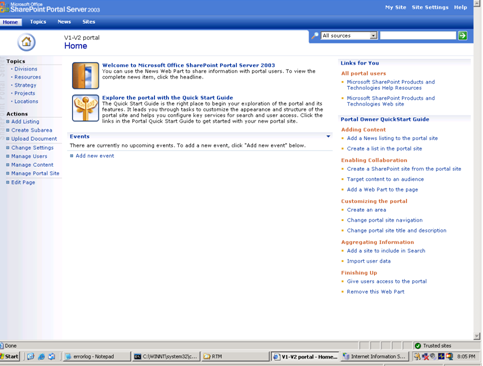 Microsoft Office
SharePoint Portal Server 2003
My Site Site Settings Help
Home Topics News Sites
V1-V2 portal
Home
All sources
Topics
Divisions
Resources
Strategy
Projects
Locations
Actions
Add Listing
Create Subarea
Upload Document
Change Settings
Manage Users
Manage Content
Manage Portal Site
Edit Page
Welcome to Microsoft Office SharePoint Portal Server 2003
You can use the News Web Part to share information with portal users. To view the
complete news item, click the headline.
Explore the portal with the Quick Start Guide
The Quick Start Guide is the right place to begin your exploration of the portal and its
features. It leads you through tasks to customize the appearance and structure of the
portal site and helps you configure key services for search and user access. Click the
links in the Portal Quick Start Guide to get started with your new portal site.
Events
There are currently no upcoming events. To add a new event, click "Add new event" below.
Add new event
Links for You
All portal users
Microsoft SharePoint Products and
Technologies Help Resources
Microsoft SharePoint Products and
Technologies Web site
Portal Owner QuickStart Guide
Adding Content
Add a News listing to the portal site
Create a list in the portal site
Enabling Collaboration
Create a SharePoint site from the portal site
Target content to an audience
Add a Web Part to the page
Customizing the portal
Create an area
Change portal site navigation
Change portal site title and description
Aggregating Information
Add a site to include in Search
Import user data
Finishing Up
Give users access to the portal
Remove this Web Part
Done
Trusted sites
Start
errorlog - Notepad
C:\WINNT\system32\c...
RTM
V1-V2 portal - Home...
Internet Information S...
8:05 PM